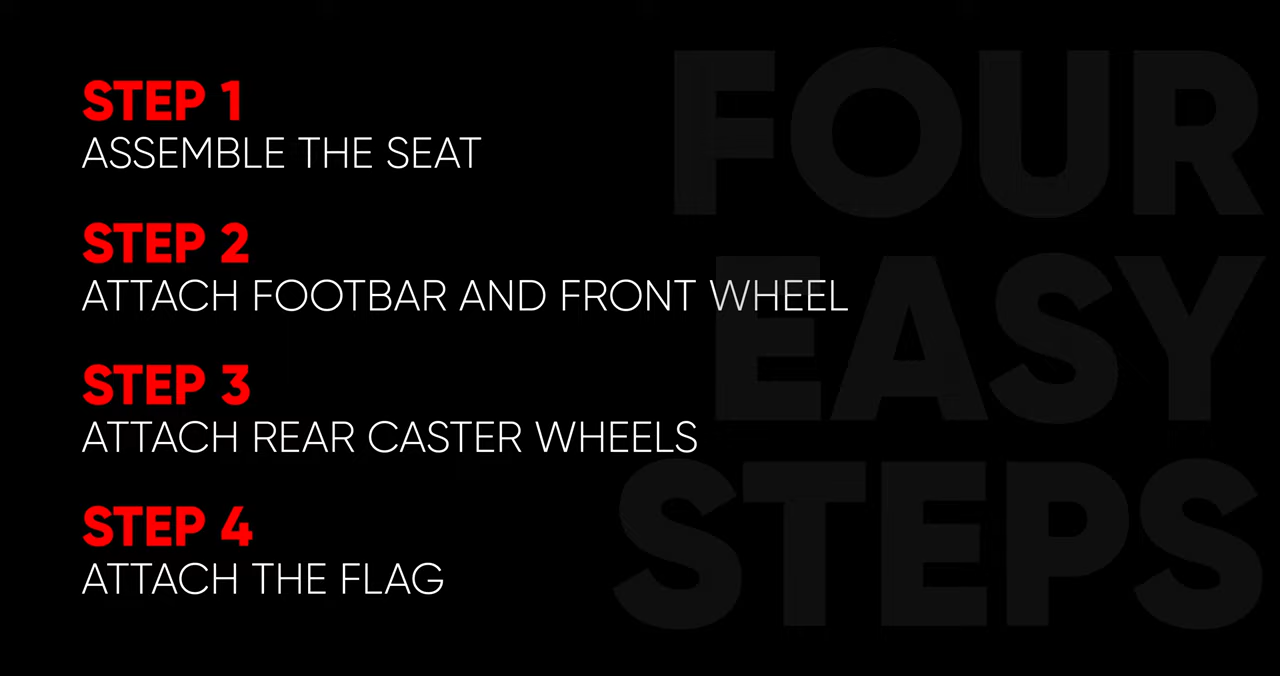 STEP 1
ASSEMBLE THE SEAT
STEP 2
ATTACH FOOTBAR AND FRONT WHEEL
STEP 3
ATTACH REAR CASTER WHEELS
STEP 4
ATTACH THE FLAG
FOUR
EASY
STEPS